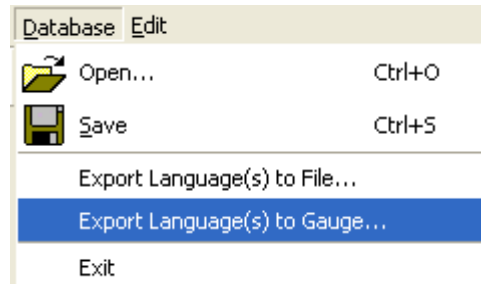 Database Edit
Open... Ctrl+O
Save Ctrl+S
Export Language(s) to File...
Export Language(s) to Gauge...
Exit